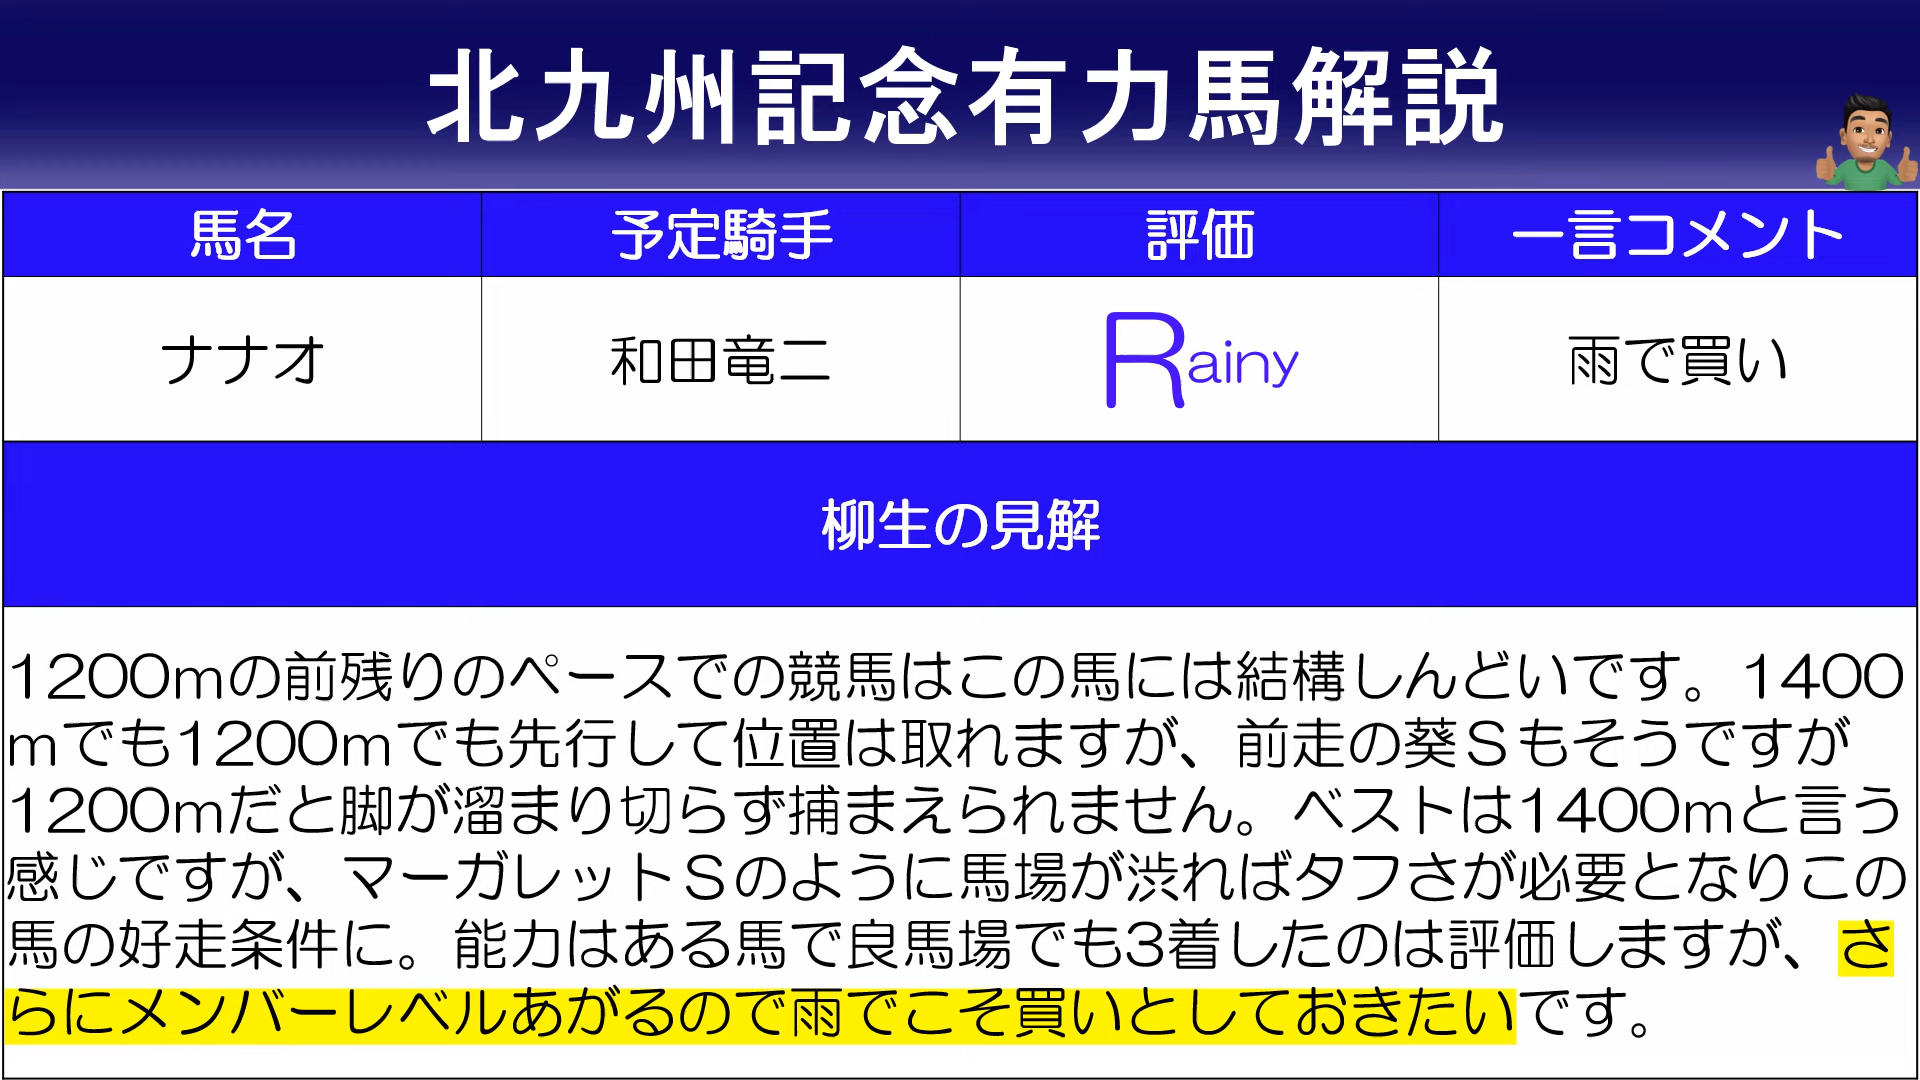 北九州記念有力馬解説
馬名 予定騎手 評価 一言コメント
ナナオ 和田竜二 Rainy 雨で買い
柳生の見解
1200mの前残りのペースでの競馬はこの馬には結構しんどいです。1400
mでも1200mでも先行して位置は取れますが、前走の葵Sもそうですが
1200mだと脚が溜まり切らず捕まえられません。ベストは1400mと言う
感じですが、マーガレットSのように馬場が渋ればタフさが必要となりこの
馬の好走条件に。能力はある馬で良馬場でも3着したのは評価しますが、さ
らにメンバーレベルあがるので雨でこそ買いとしておきたいです。